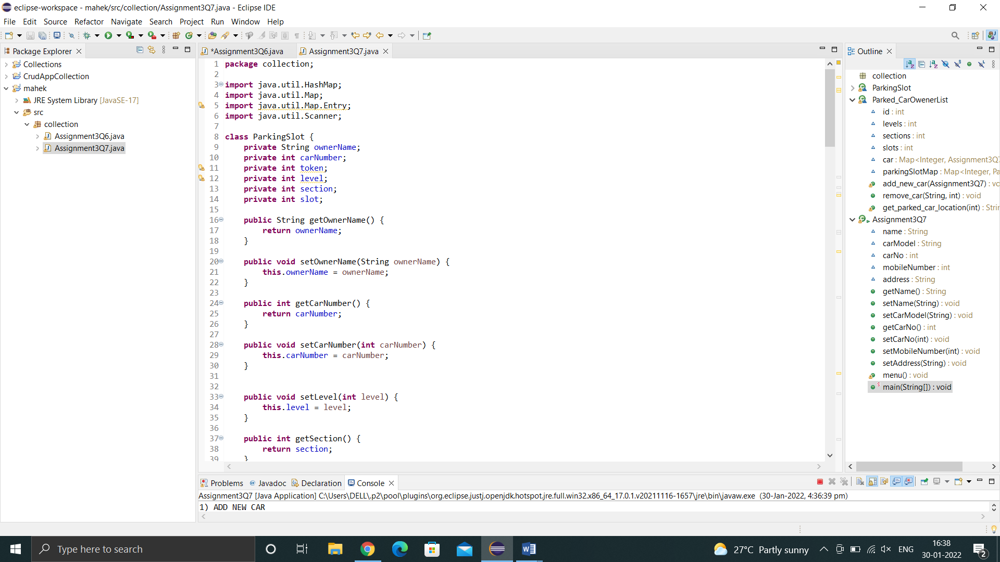 eclipse-workspace - mahek/src/collection/Assignment3Q7.java - Eclipse IDE
File Edit Source Refactor Navigate Search Project Run Window Help
Package Explorer
Collections
CrudAppCollection
mahek
JRE System Library [JavaSE-17]
src
collection
Assignment3Q6.java
Assignment3Q7.java
*Assignment3Q6.java Assignment3Q7.java
1 package collection;
2
3 import java.util.HashMap;
4 import java.util.Map;
5 import java.util.Map.Entry;
6 import java.util.Scanner;
7
8 class ParkingSlot {
9 private String ownerName;
10 private int carNumber;
11 private int token;
12 private int level;
13 private int section;
14 private int slot;
15
16 public String getOwnerName() {
17 return ownerName;
18 }
19
20 public void setOwnerName(String ownerName) {
21 this.ownerName = ownerName;
22 }
23
24 public int getCarNumber() {
25 return carNumber;
26 }
27
28 public void setCarNumber(int carNumber) {
29 this.carNumber = carNumber;
30 }
31
32
33 public void setLevel(int level) {
34 this.level = level;
35 }
36
37 public int getSection() {
38 return section;
39 }
Outline
collection
ParkingSlot
Parked_CarOwenerList
id : int
levels : int
sections : int
slots : int
car : Map<Integer, Assignment3Q7
parkingSlotMap : Map<Integer, Pa
add_new_car(Assignment3Q7) : vo
remove_car(String, int) : void
get_parked_car_location(int) : Strin
Assignment3Q7
name : String
carModel : String
carNo : int
mobileNumber : int
address : String
getName() : String
setName(String) : void
setCarModel(String) : void
getCarNo() : int
setCarNo(int) : void
setMobileNumber(int) : void
setAddress(String) : void
menu() : void
main(String[]) : void
Problems @ Javadoc Declaration Console
Assignment3Q7 [Java Application] C:\Users\DELL\.p2\pool\plugins\org.eclipse.justj.openjdk.hotspot.jre.full.win32.x86_64_17.0.1.v20211116-1657\jre\bin\javaw.exe (30-Jan-2022, 4:36:39 pm)
1) ADD NEW CAR
Type here to search
27°C Partly sunny
ENG
16:38
30-01-2022
2